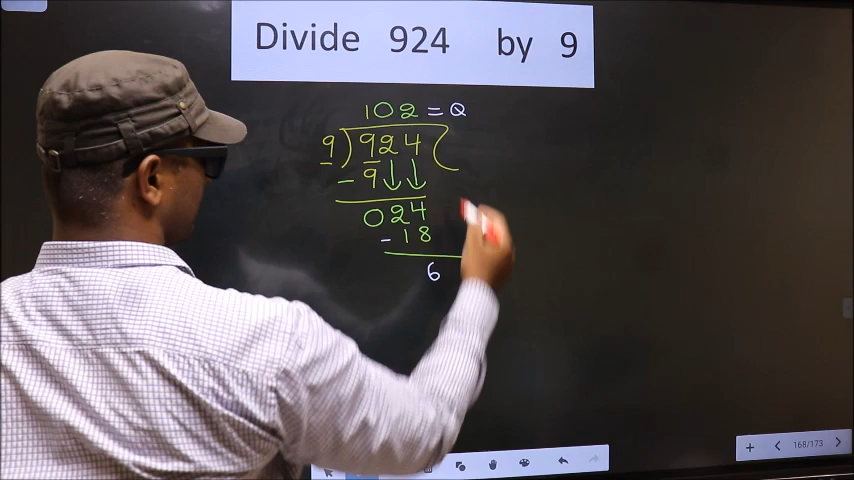 Divide 924 by 9
102 = Q
9 ) 924 (
- 9 ↓ ↓
024
- 18
6
168/173